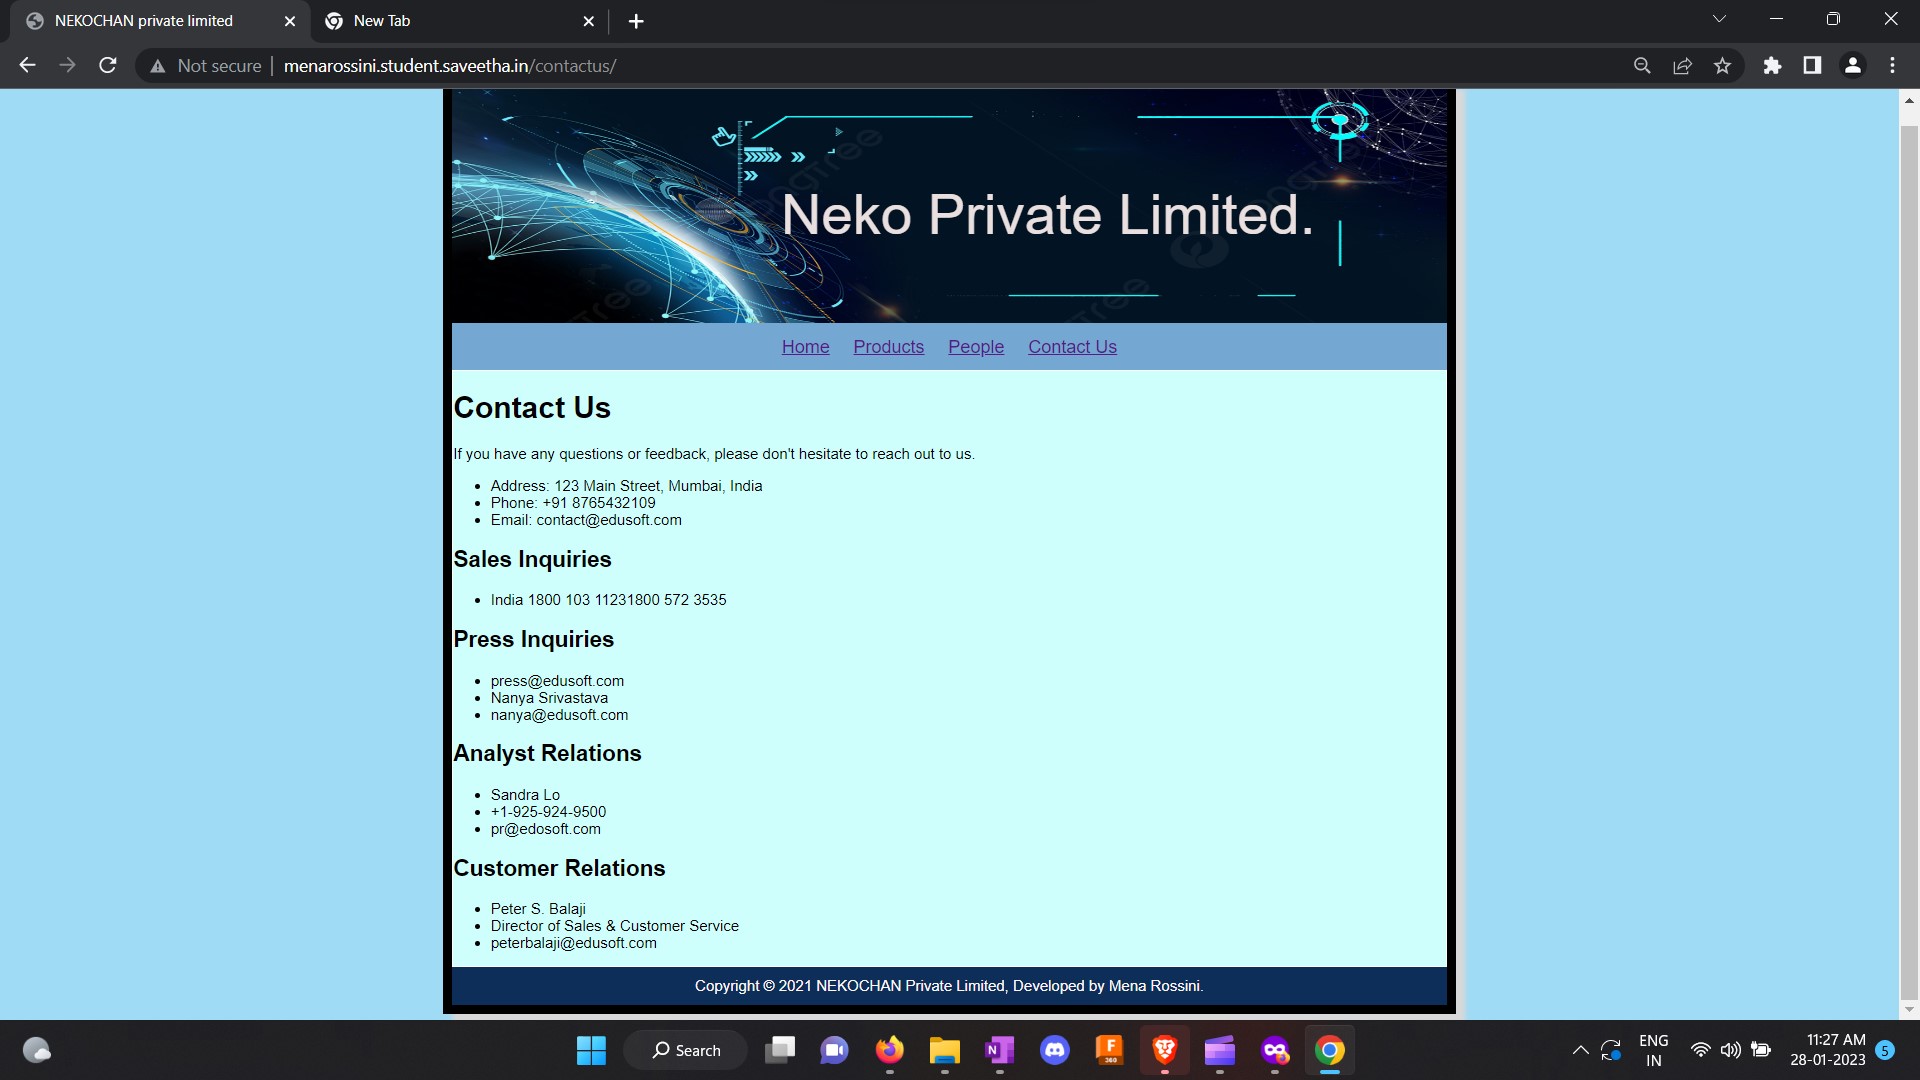 NEKOCHAN private limited
New Tab
Not secure menarossini.student.saveetha.in/contactus/
Neko Private Limited.
Home Products People Contact Us
Contact Us
If you have any questions or feedback, please don't hesitate to reach out to us.
Address: 123 Main Street, Mumbai, India
Phone: +91 8765432109
Email: contact@edusoft.com
Sales Inquiries
India 1800 103 11231800 572 3535
Press Inquiries
press@edusoft.com
Nanya Srivastava
nanya@edusoft.com
Analyst Relations
Sandra Lo
+1-925-924-9500
pr@edosoft.com
Customer Relations
Peter S. Balaji
Director of Sales & Customer Service
peterbalaji@edusoft.com
Copyright © 2021 NEKOCHAN Private Limited, Developed by Mena Rossini.
Search
N
F
360
ENG
IN
11:27 AM
28-01-2023
5